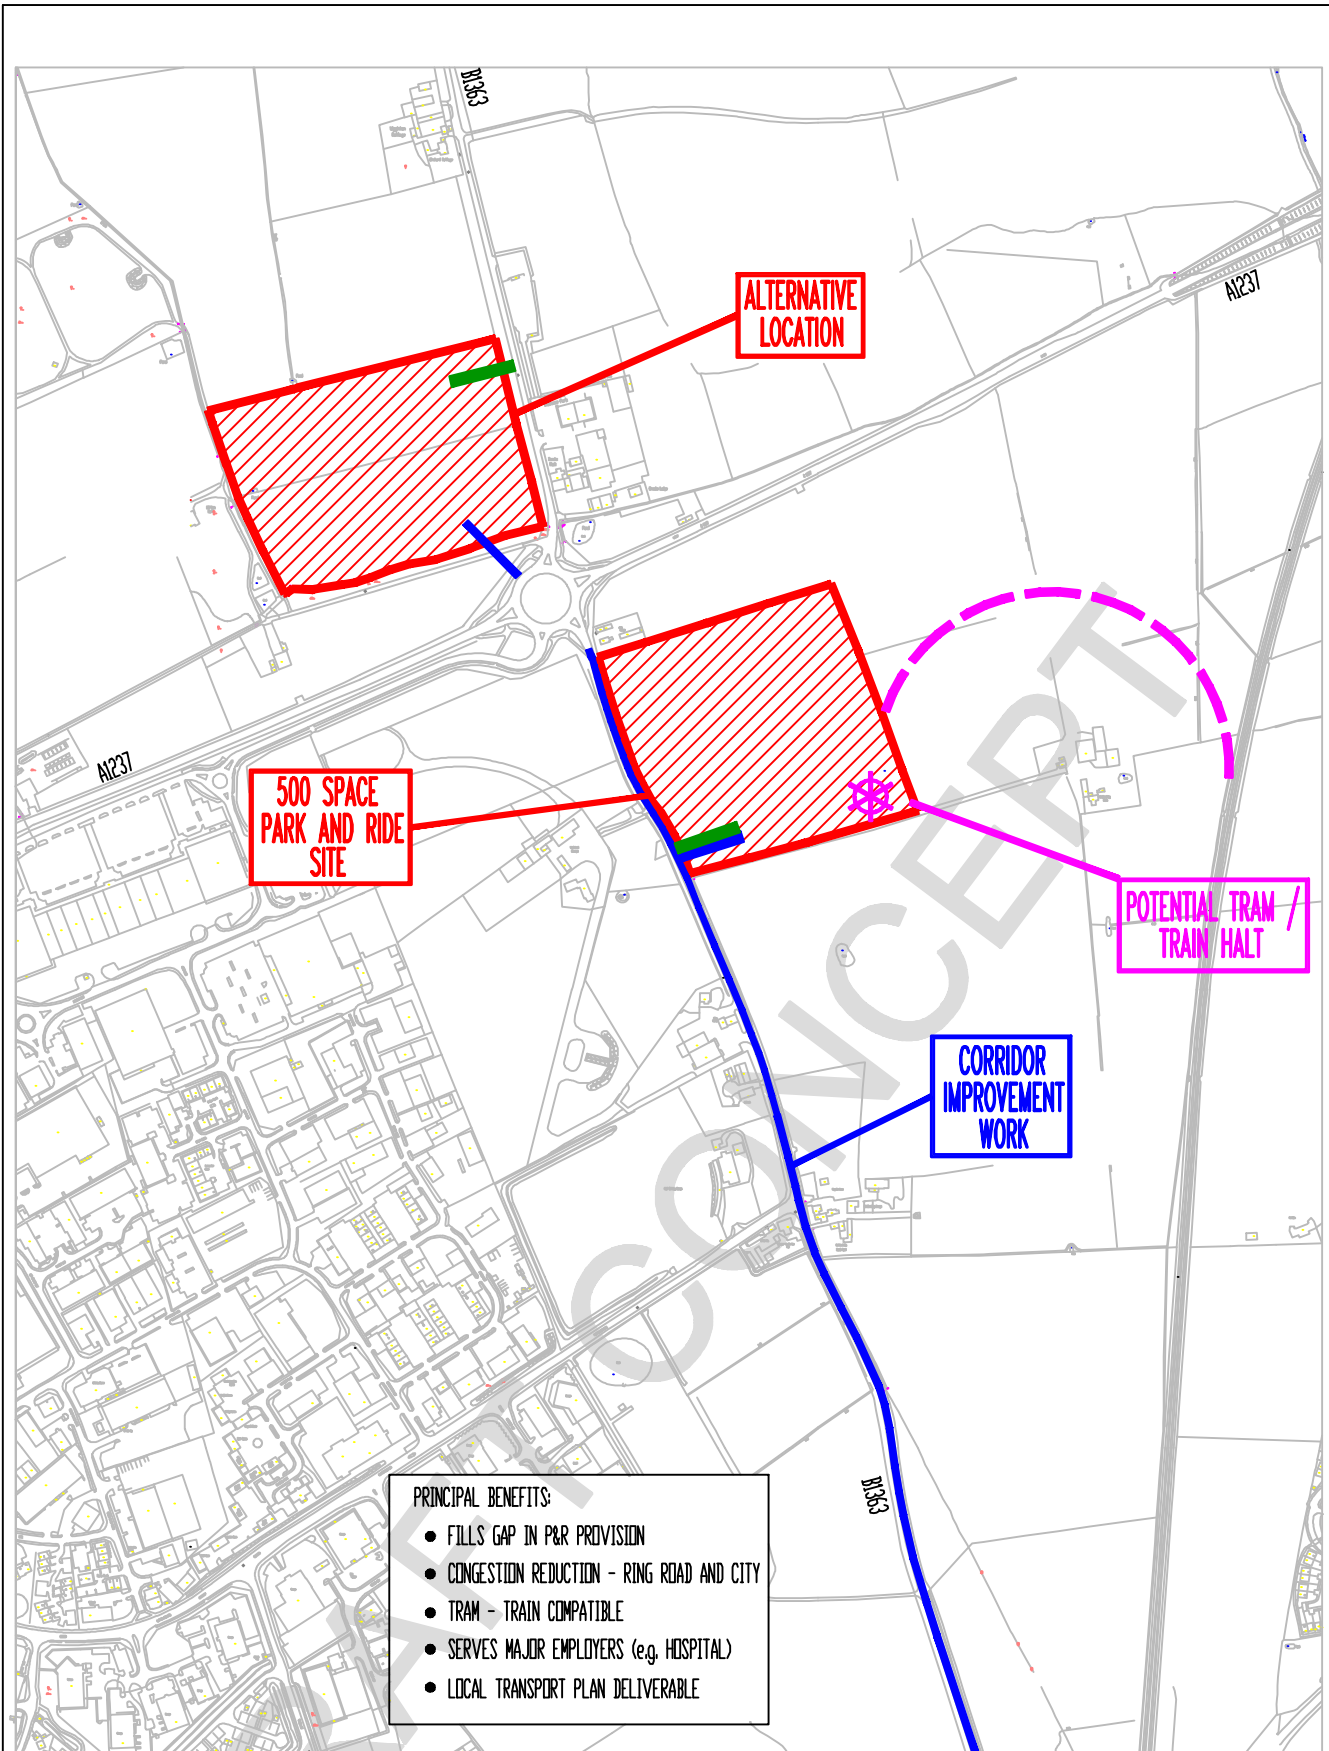 B1363
ALTERNATIVE
LOCATION
A1237
A1237
500 SPACE
PARK AND RIDE
SITE
POTENTIAL TRAM /
TRAIN HALT
CORRIDOR
IMPROVEMENT
WORK
B1363
PRINCIPAL BENEFITS:
● FILLS GAP IN P&R PROVISION
● CONGESTION REDUCTION - RING ROAD AND CITY
● TRAM - TRAIN COMPATIBLE
● SERVES MAJOR EMPLOYERS (e.g. HOSPITAL)
● LOCAL TRANSPORT PLAN DELIVERABLE
DRAFT CONCEPT